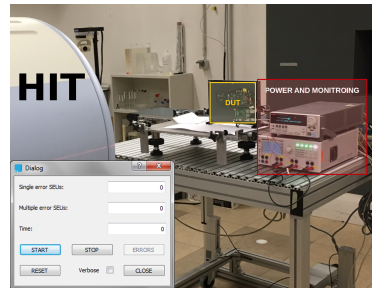 HIT
DUT
POWER AND MONITROING
Dialog
Single error SEUs:
0
Multiple error SEUs:
0
Time:
0
START
STOP
ERRORS
RESET
Verbose
CLOSE